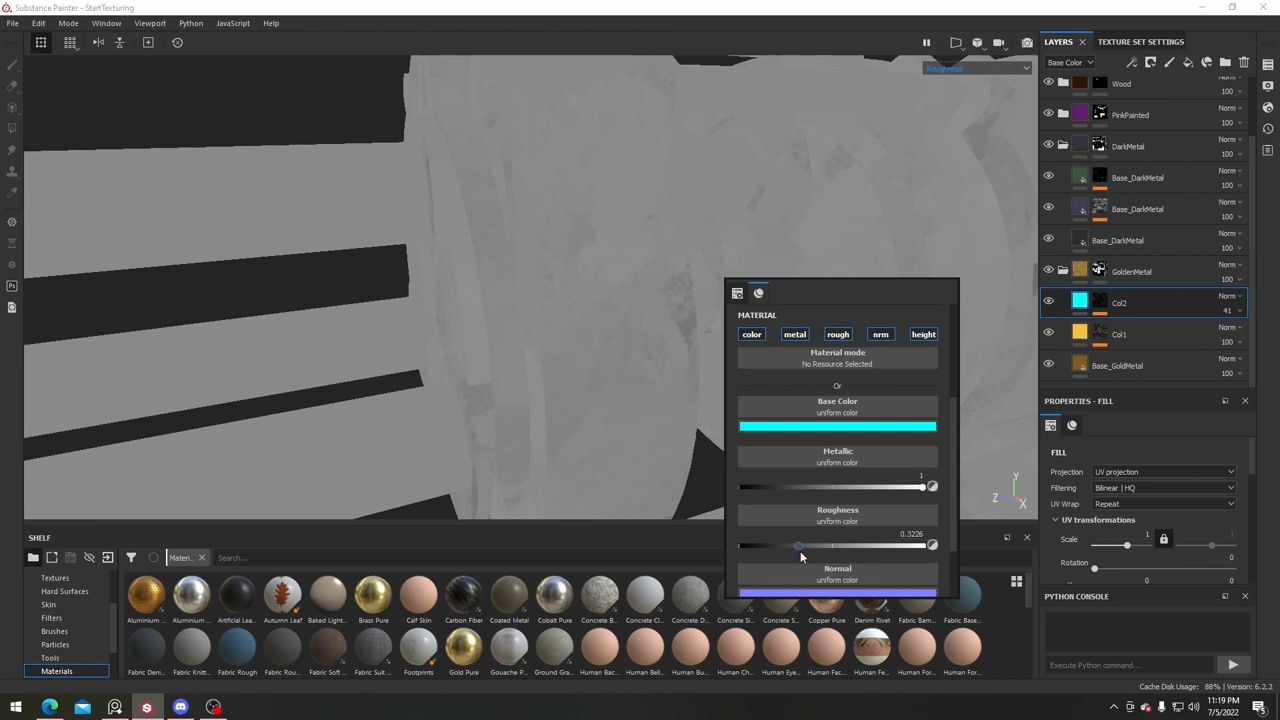 Substance Painter - StartTexturing
File Edit Mode Window Viewport Python JavaScript Help
Roughness
LAYERS TEXTURE SET SETTINGS
Base Color
Wood Norm 100
PinkPainted Norm 100
DarkMetal Norm 100
Base_DarkMetal Norm 100
Base_DarkMetal Norm 100
Base_DarkMetal Norm 100
GoldenMetal Norm 100
Col2 Norm 41
Col1 Norm 100
Base_GoldMetal Norm 100
MATERIAL
color metal rough nrm height
Material mode
No Resource Selected
Or
Base Color
uniform color
Metallic
uniform color
1
Roughness
uniform color
0.3226
Normal
uniform color
Y
Z X
PROPERTIES - FILL
FILL
Projection UV projection
Filtering Bilinear | HQ
UV Wrap Repeat
UV transformations
Scale 1 1
Rotation
0 0
PYTHON CONSOLE
Execute Python command...
SHELF
Materi...
Search...
Textures
Hard Surfaces
Skin
Filters
Brushes
Particles
Tools
Materials
Aluminium ... Aluminium ... Artificial Lea... Autumn Leaf Baked Light... Brass Pure Calf Skin Carbon Fiber Coated Metal Cobalt Pure Concrete B... Concrete Cl... Concrete D... Concrete Si... Concrete S... Copper Pure Denim Rivet Fabric Bam... Fabric Base...
Fabric Deni... Fabric Knitt... Fabric Rough Fabric Rou... Fabric Soft ... Fabric Suit ... Footprints Gold Pure Gouache P... Ground Gra... Human Bac... Human Bell... Human Bu... Human Ch... Human Eye... Human Fac... Human Fe... Human For... Human For...
Cache Disk Usage: 88% | Version: 6.2.2
11:19 PM
7/5/2022